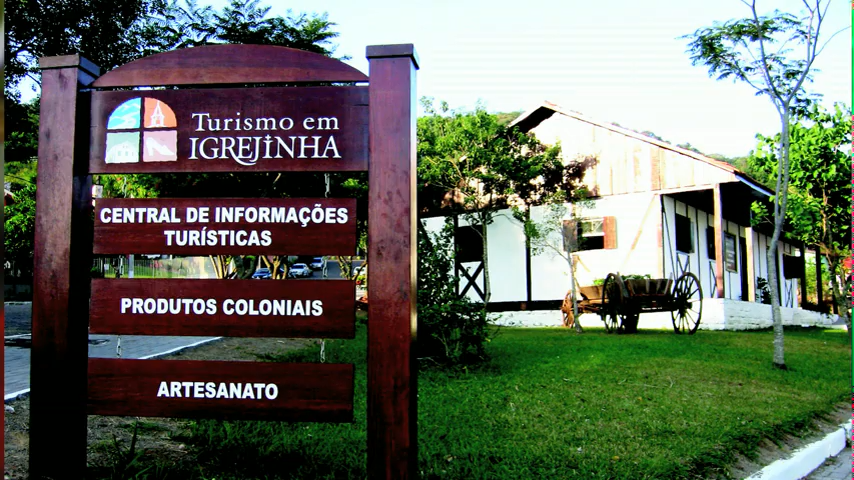 Turismo em
IGREJINHA
CENTRAL DE INFORMAÇÕES
TURÍSTICAS
PRODUTOS COLONIAIS
ARTESANATO